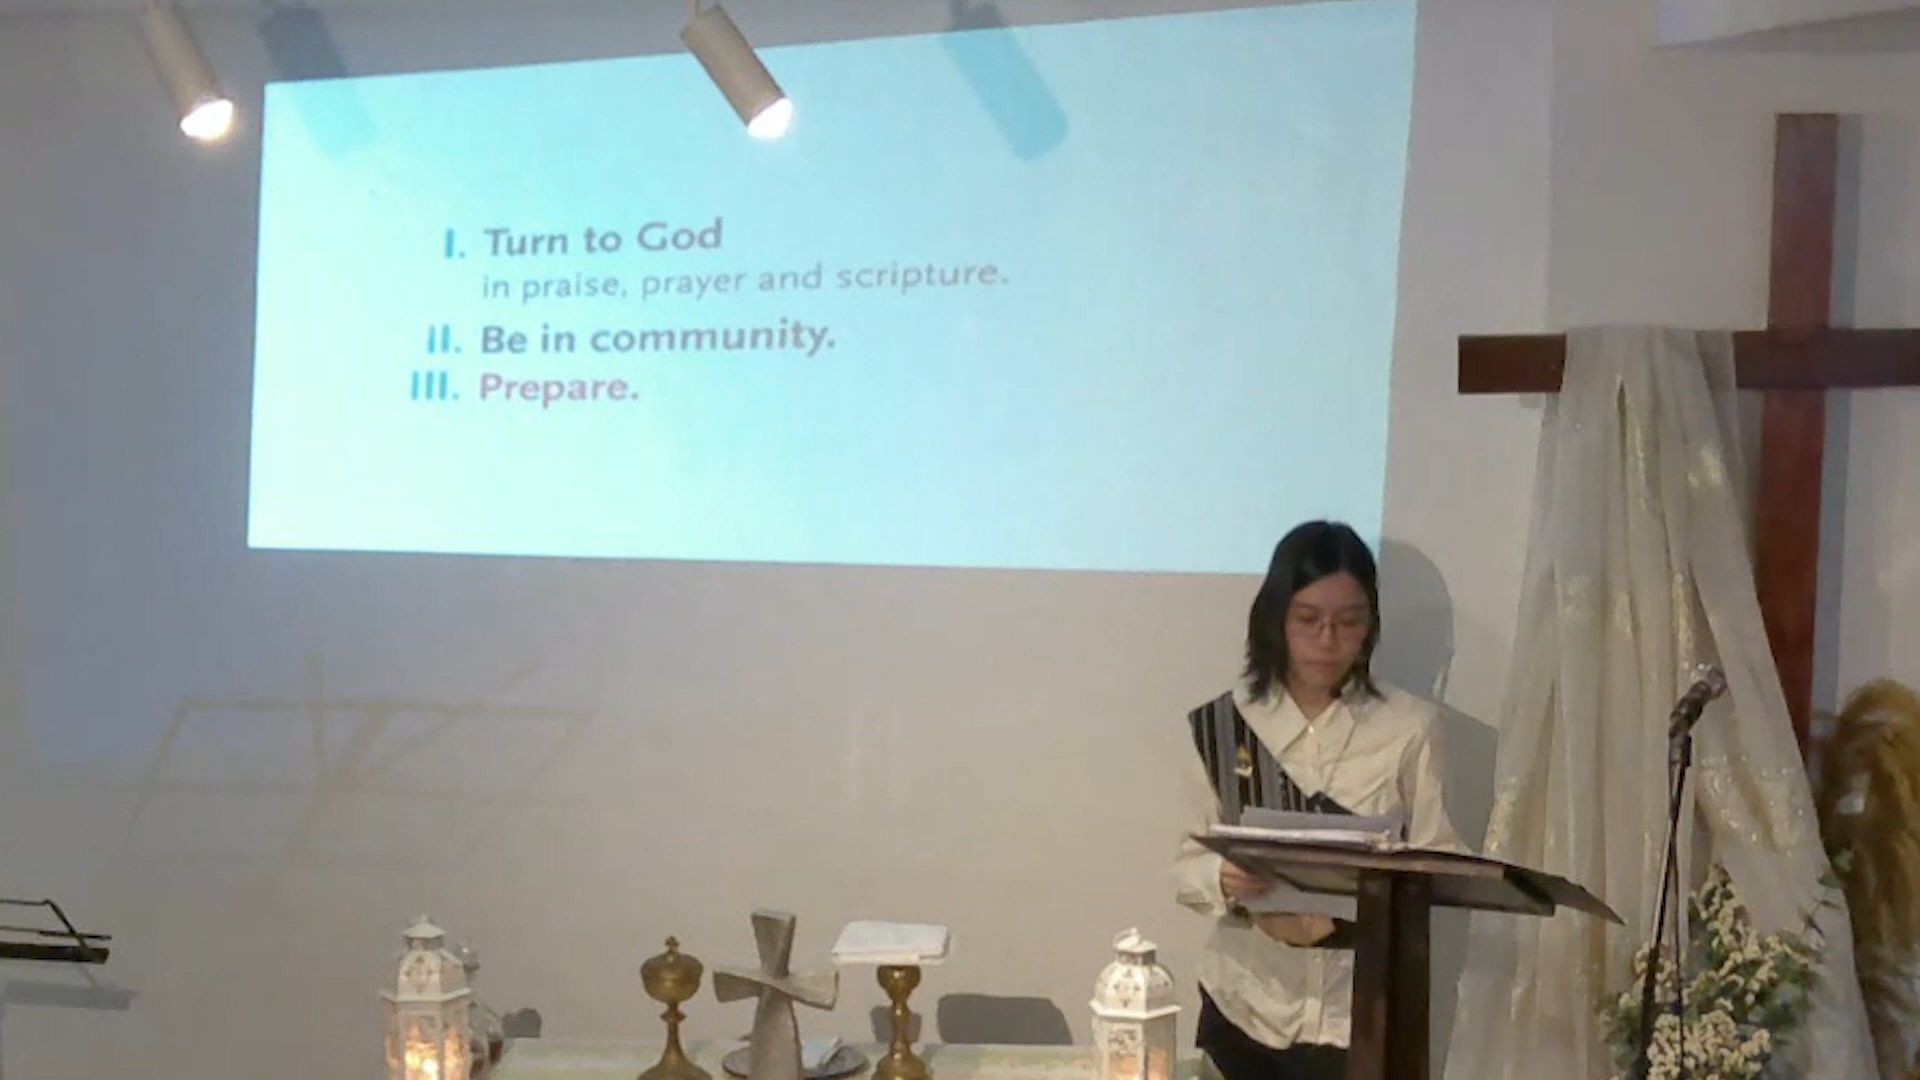 I. Turn to God
in praise, prayer and scripture.
II. Be in community.
III. Prepare.